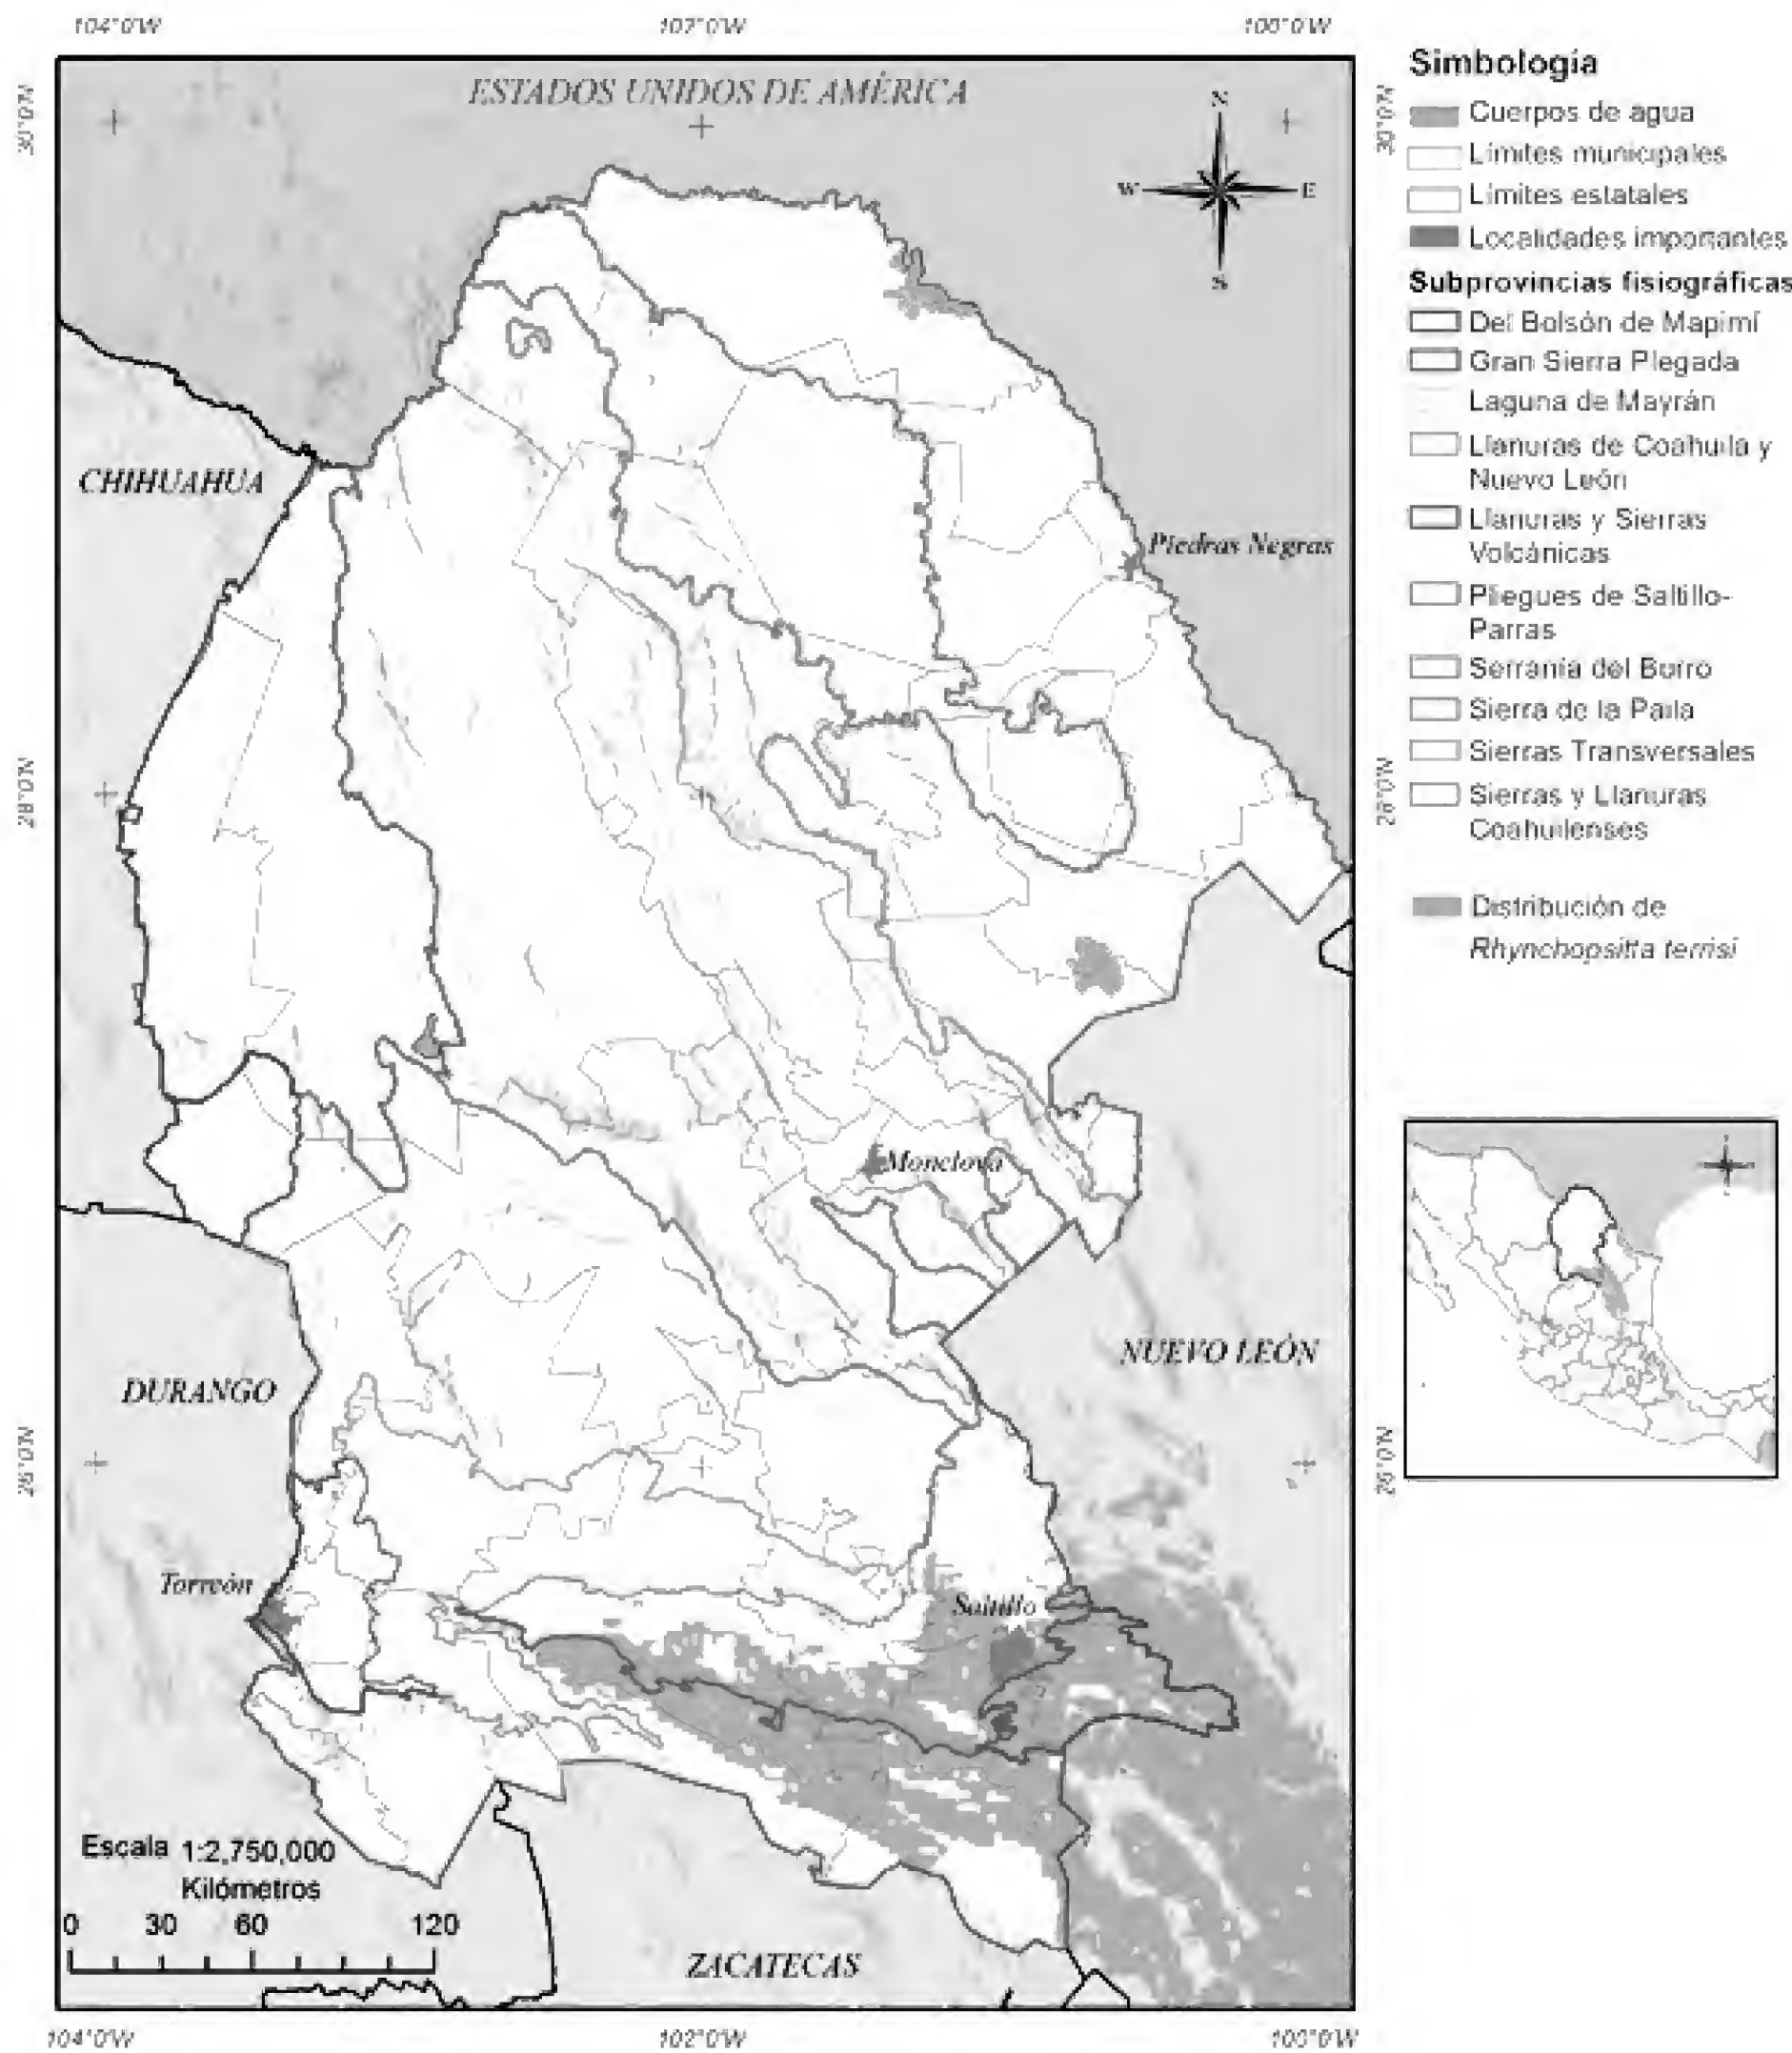 104°0'W 102°0'W 100°0'W
30°0'N
30°0'N
ESTADOS UNIDOS DE AMÉRICA
N
W E
S
CHIHUAHUA
Piedras Negras
28°0'N
28°0'N
Monclova
NUEVO LEÓN
DURANGO
26°0'N
26°0'N
Torreón
Saltillo
Escala 1:2,750,000
Kilómetros
0 30 60 120
ZACATECAS
104°0'W 102°0'W 100°0'W
Simbología
Cuerpos de agua
Límites municipales
Límites estatales
Localidades importantes
Subprovincias fisiográficas
Del Bolsón de Mapimí
Gran Sierra Plegada
Laguna de Mayrán
Llanuras de Coahuila y
Nuevo León
Llanuras y Sierras
Volcánicas
Pliegues de Saltillo-
Parras
Serranía del Burro
Sierra de la Paila
Sierras Transversales
Sierras y Llanuras
Coahuilenses
Distribución de
Rhynchopsitta terrisi